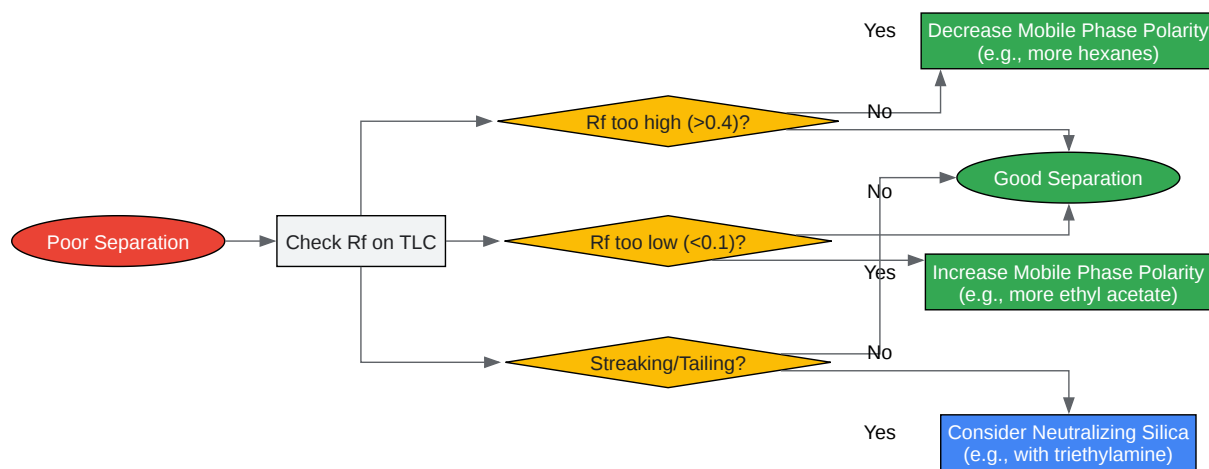 Yes
Decrease Mobile Phase Polarity
(e.g., more hexanes)
Rf too high (>0.4)?
No
Good Separation
No
Poor Separation
Check Rf on TLC
Rf too low (<0.1)?
Yes
Increase Mobile Phase Polarity
(e.g., more ethyl acetate)
Streaking/Tailing?
No
Yes
Consider Neutralizing Silica
(e.g., with triethylamine)